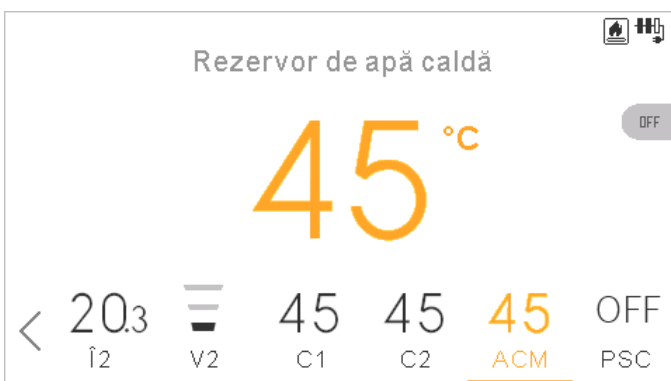 Rezervor de apă caldă
OFF
45 °C
20.3 45 45 45 OFF
Î2 V2 C1 C2 ACM PSC